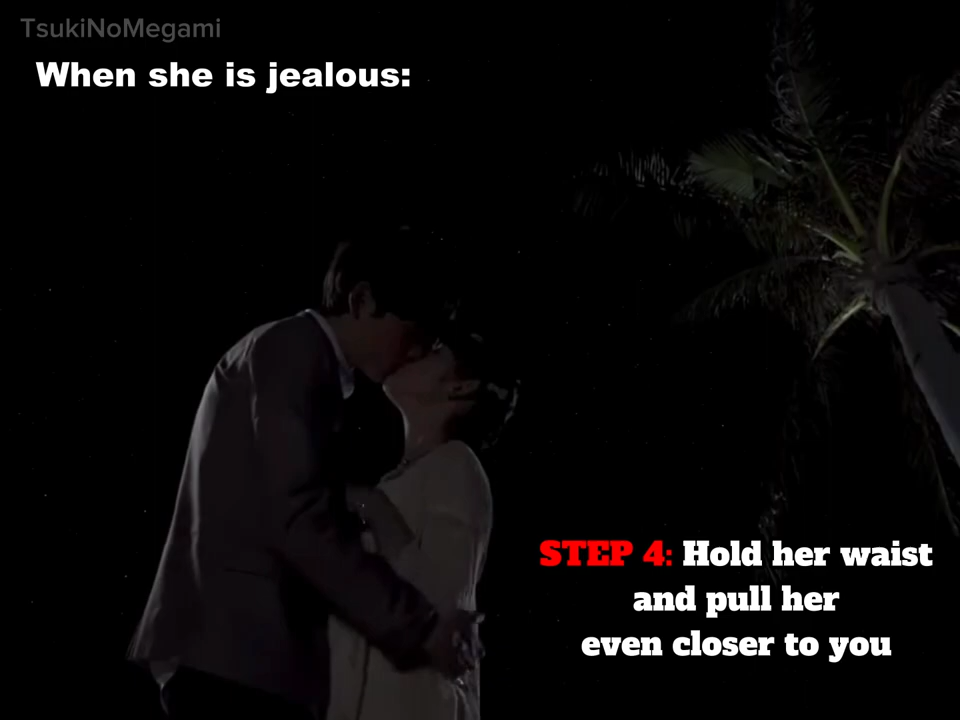 TsukiNoMegami
When she is jealous:
STEP 4: Hold her waist
and pull her
even closer to you